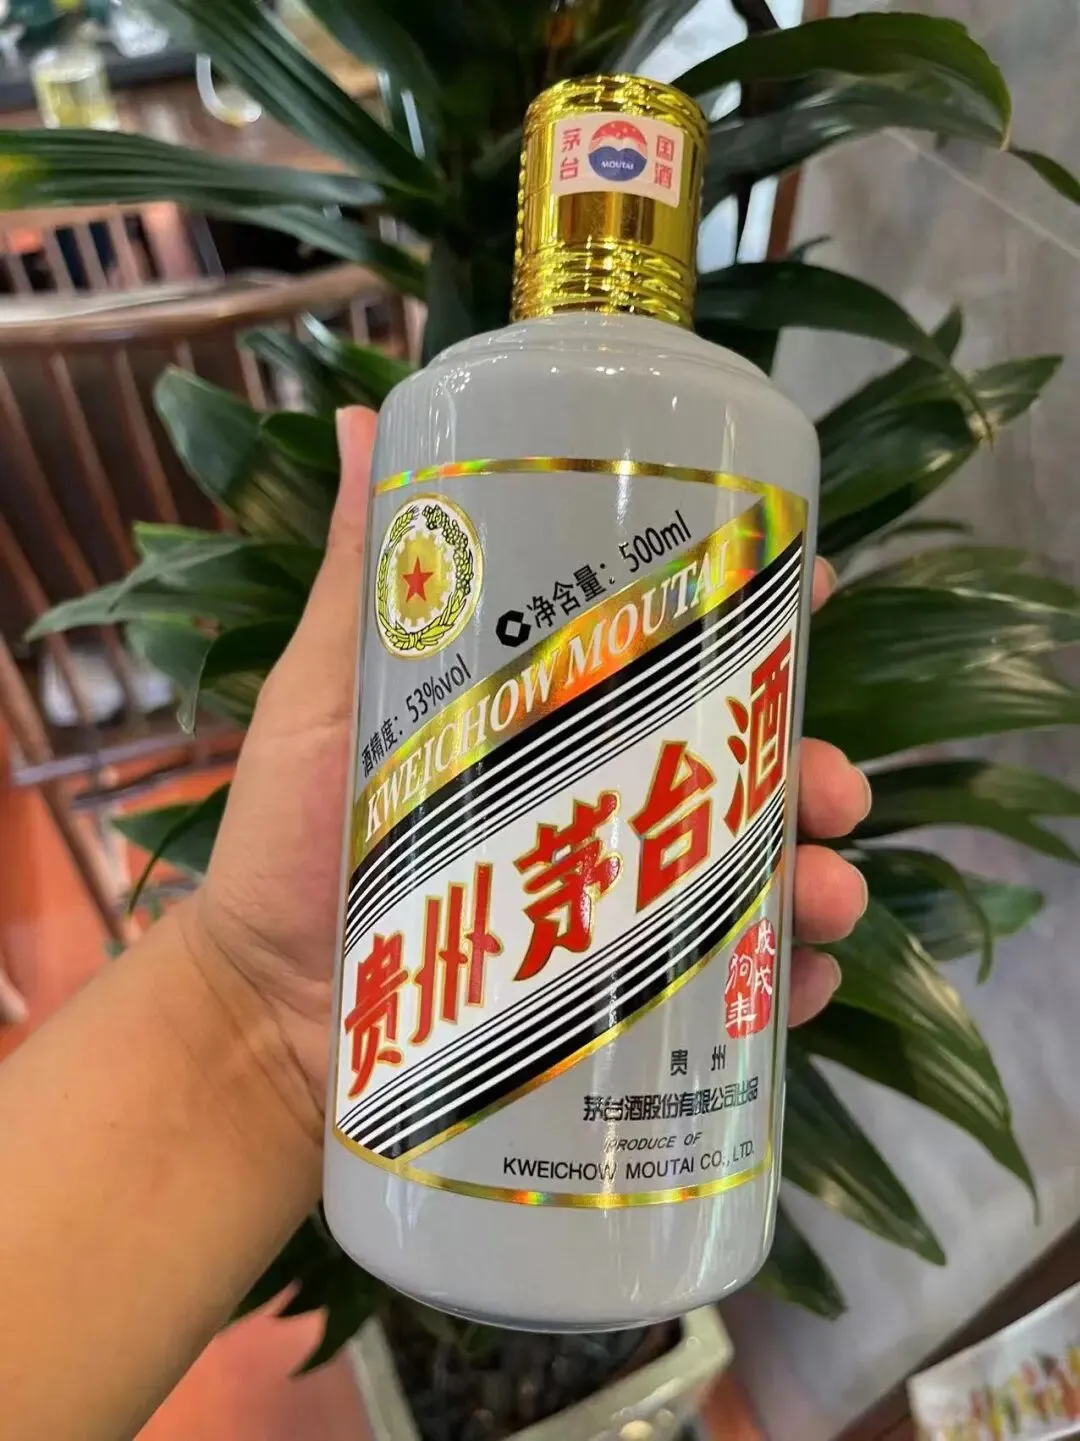 国酒
茅台
MOUTAI
净含量：500ml
酒精度：53%vol
KWEICHOW MOUTAI
贵州茅台酒
戊戌
狗年
贵 州
茅台酒股份有限公司出品
PRODUCE OF
KWEICHOW MOUTAI CO., LTD.